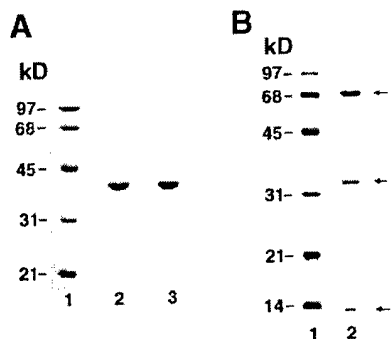 A
kD
97-
68-
45-
31-
21-
1 2 3
B
kD
97-
68-
45-
31-
21-
14-
1 2